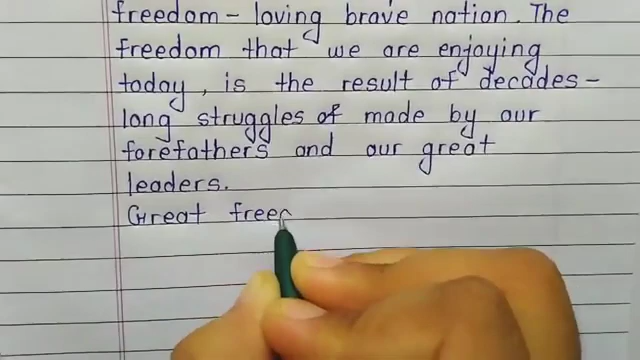 freedom - loving brave nation. The
freedom that we are enjoying
today, is the result of decades-
long struggles of made by our
forefathers and our great
leaders.
Great free